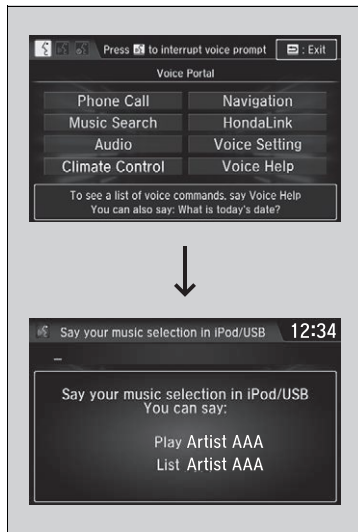 Press to interrupt voice prompt : Exit
Voice Portal
Phone Call Navigation
Music Search HondaLink
Audio Voice Setting
Climate Control Voice Help
To see a list of voice commands, say Voice Help
You can also say: What is today's date?
Say your music selection in iPod/USB 12:34
Say your music selection in iPod/USB
You can say:
Play Artist AAA
List Artist AAA